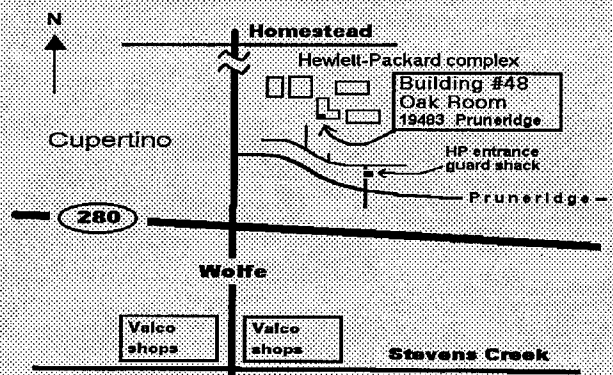 N
Homestead
Hewlett-Packard complex
Building #48
Oak Room
19483 Pruneridge
Cupertino
HP entrance
guard shack
Pruneridge
280
Wolfe
Valco
shops
Valco
shops
Stevens Creek